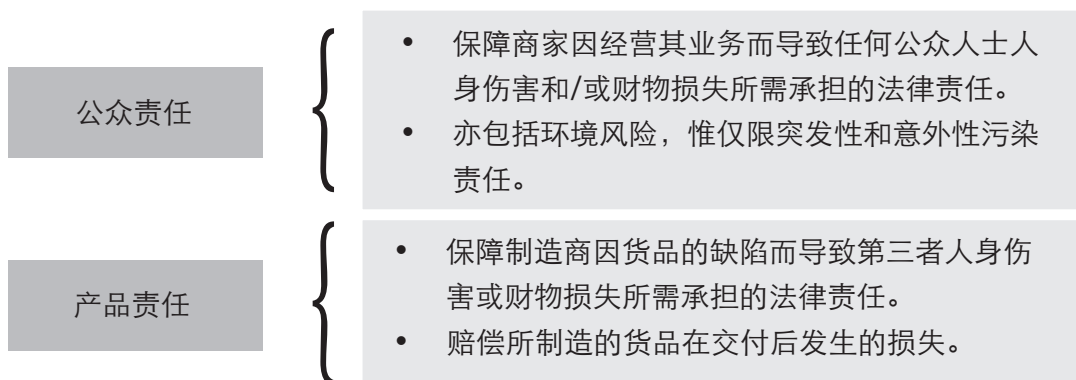 公众责任
• 保障商家因经营其业务而导致任何公众人士人
身伤害和/或财物损失所需承担的法律责任。
• 亦包括环境风险，惟仅限突发性和意外性污染
责任。
产品责任
• 保障制造商因货品的缺陷而导致第三者人身伤
害或财物损失所需承担的法律责任。
• 赔偿所制造的货品在交付后发生的损失。